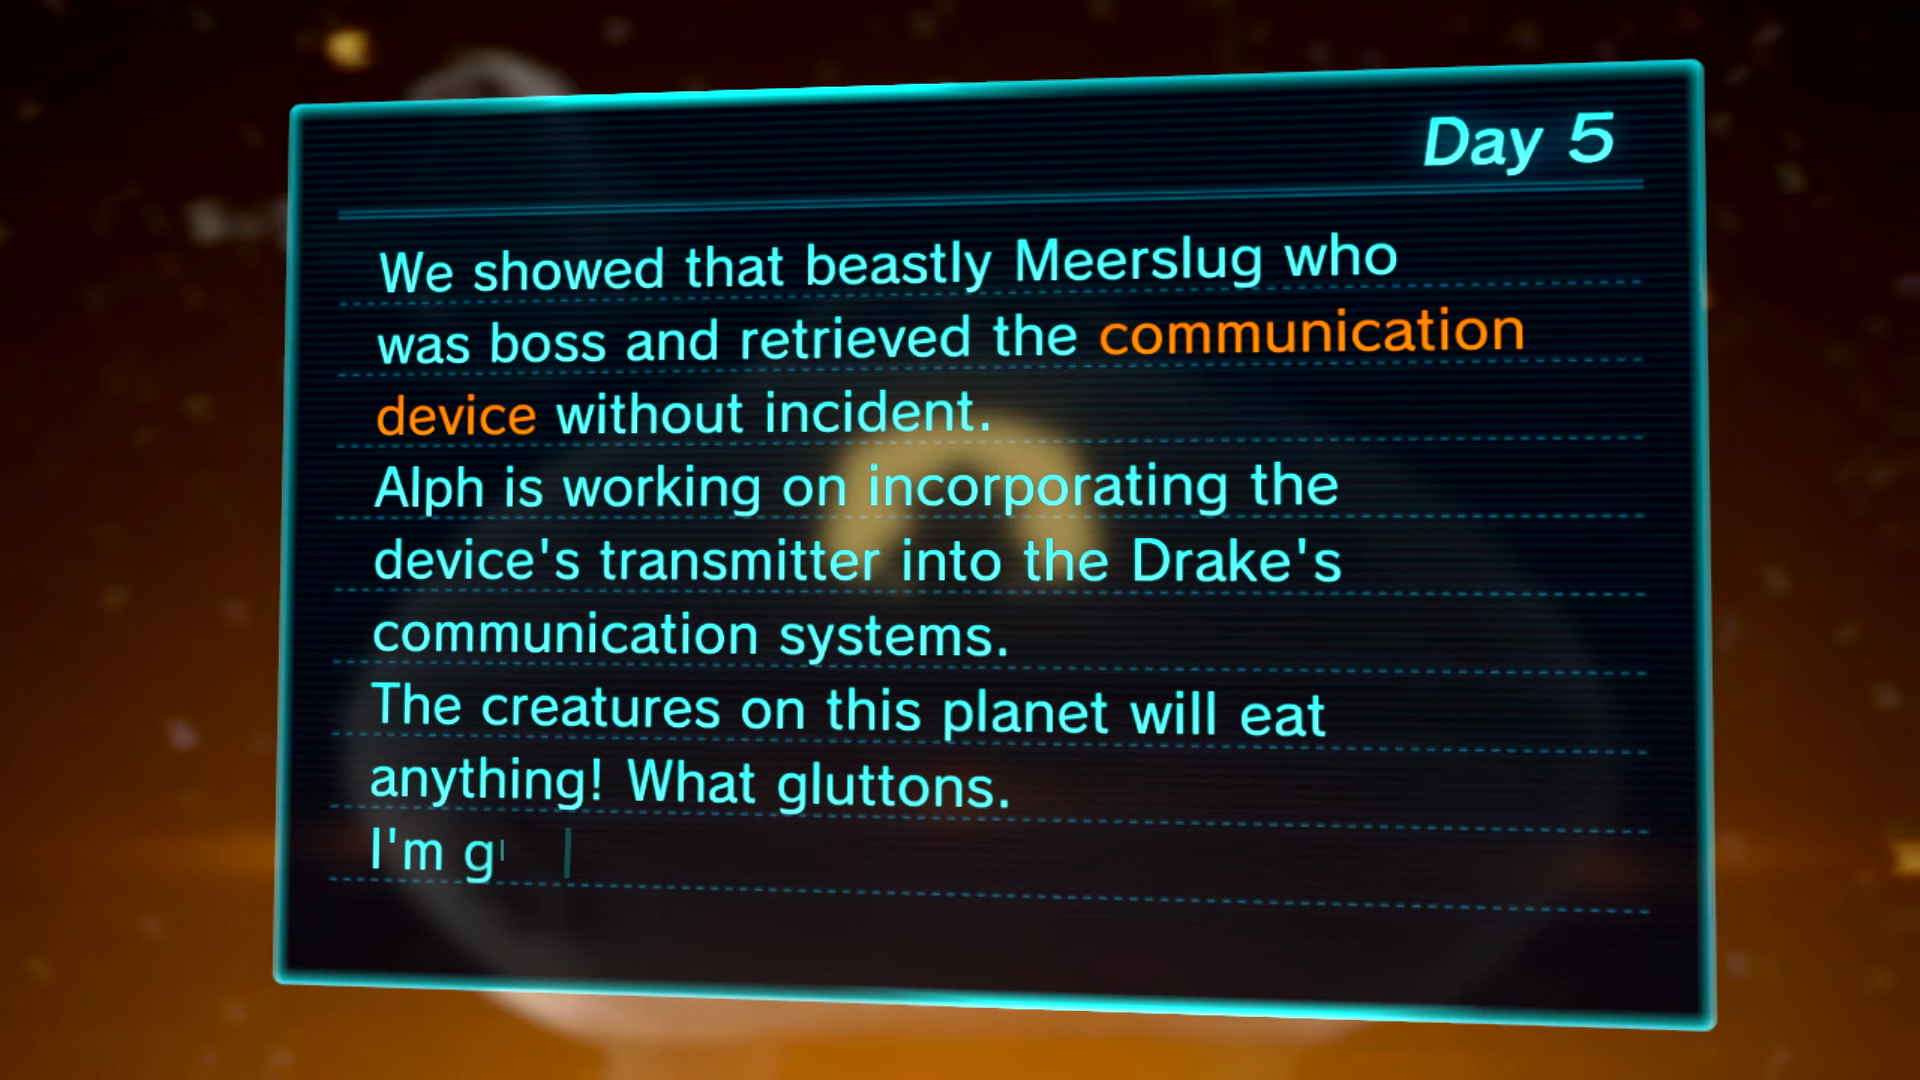 Day 5
We showed that beastly Meerslug who
was boss and retrieved the communication
device without incident.
Alph is working on incorporating the
device's transmitter into the Drake's
communication systems.
The creatures on this planet will eat
anything! What gluttons.
I'm g